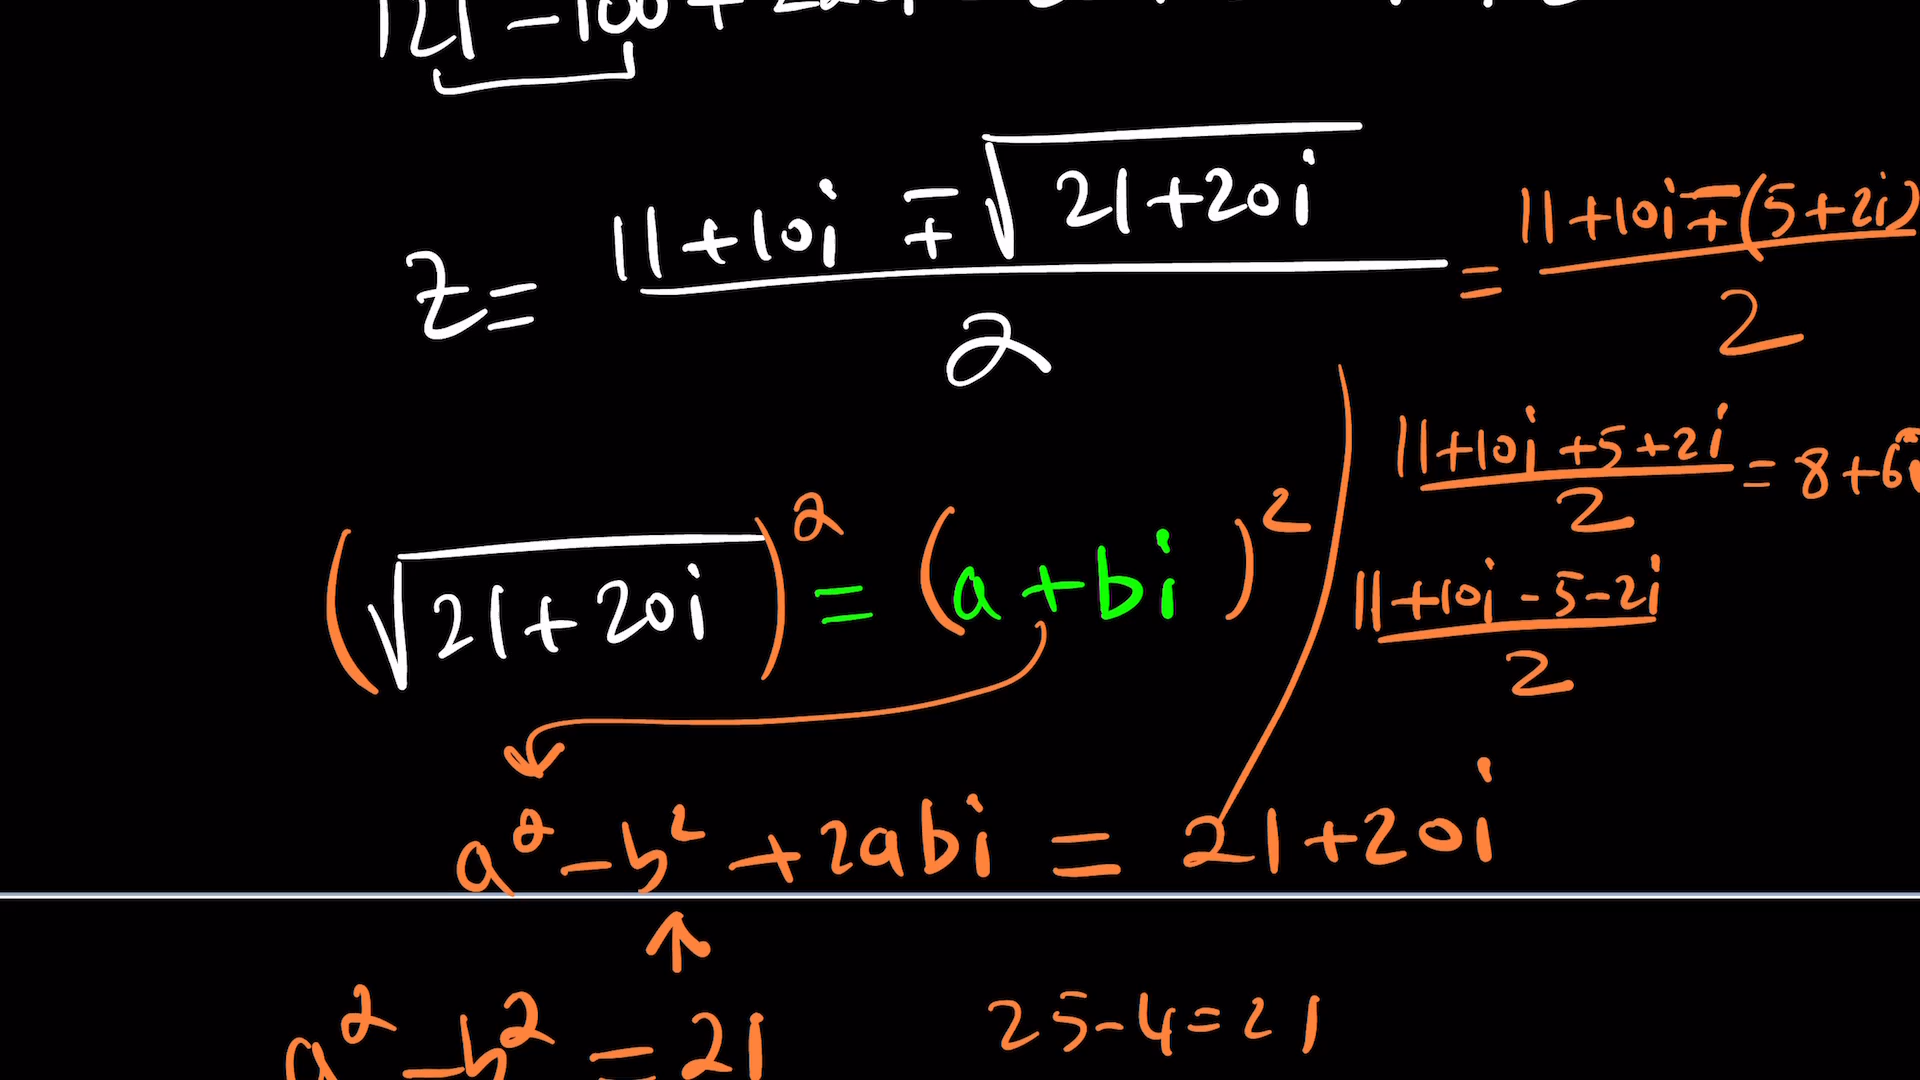 121 - 100 +
z = (11 + 10i ∓ √(21 + 20i)) / 2 = (11 + 10i ∓ (5 + 2i)) / 2
(11 + 10i + 5 + 2i) / 2 = 8 + 6i
(√(21 + 20i))² = (a + bi)²
(11 + 10i - 5 - 2i) / 2
a² - b² + 2abi = 21 + 20i
a² - b² = 21
25 - 4 = 21